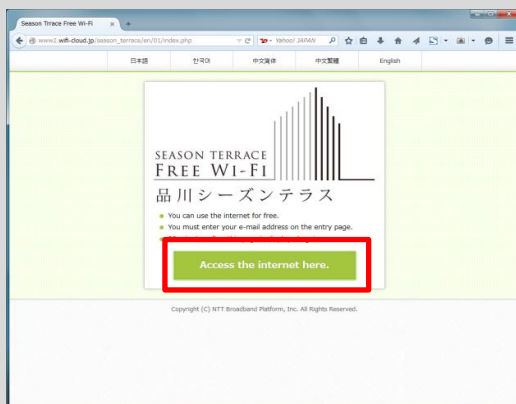 Season Trrace Free Wi-Fi
www2.wifi-cloud.jp/season_terrace/en/01/index.php
Yahoo! JAPAN
日本語 한국어 中文简体 中文繁體 English
SEASON TERRACE
FREE WI-FI
品川シーズンテラス
You can use the internet for free.
You must enter your e-mail address on the entry page.
Access the internet here.
Copyright (C) NTT Broadband Platform, Inc. All Rights Reserved.